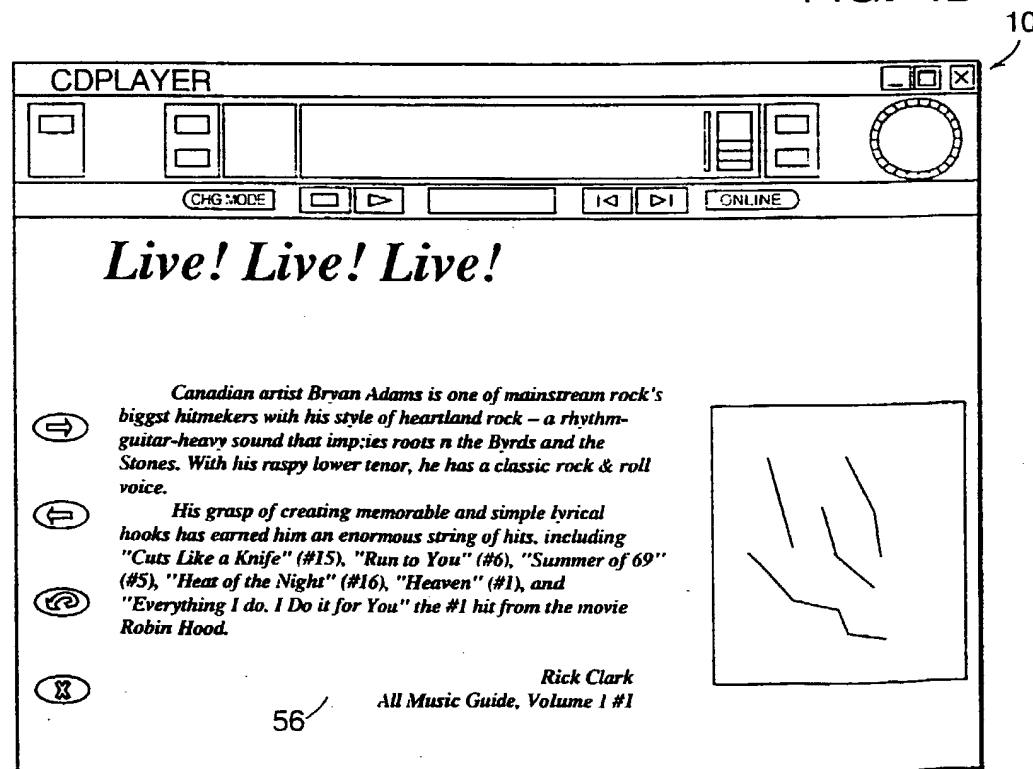 10
CDPLAYER
CHG MODE
ONLINE
Live! Live! Live!
Canadian artist Bryan Adams is one of mainstream rock's
biggst hitmekers with his style of heartland rock – a rhythm-
guitar-heavy sound that imp;ies roots n the Byrds and the
Stones. With his raspy lower tenor, he has a classic rock & roll
voice.
His grasp of creating memorable and simple lyrical
hooks has earned him an enormous string of hits, including
"Cuts Like a Knife" (#15), "Run to You" (#6), "Summer of 69"
(#5), "Heat of the Night" (#16), "Heaven" (#1), and
"Everything I do. I Do it for You" the #1 hit from the movie
Robin Hood.
Rick Clark
All Music Guide, Volume 1 #1
56